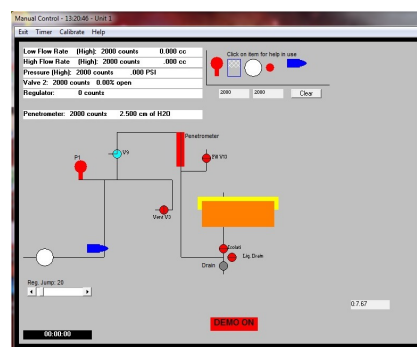 Manual Control - 13:20:46 - Unit 1
Exit Timer Calibrate Help
Low Flow Rate (High): 2000 counts 0.000 cc
High Flow Rate (High): 2000 counts .000 cc
Pressure (High): 2000 counts .000 PSI
Valve 2: 2000 counts 0.00% open
Regulator: 0 counts
Penetrometer: 2000 counts 2.500 cm of H20
Click on item for help in use
2000 2000 Clear
Penetrometer
V9
P1
Vent V3
Drain
Liq. Drain
Reg. Jump: 20
0.7.67
DEMO ON
00:00:00